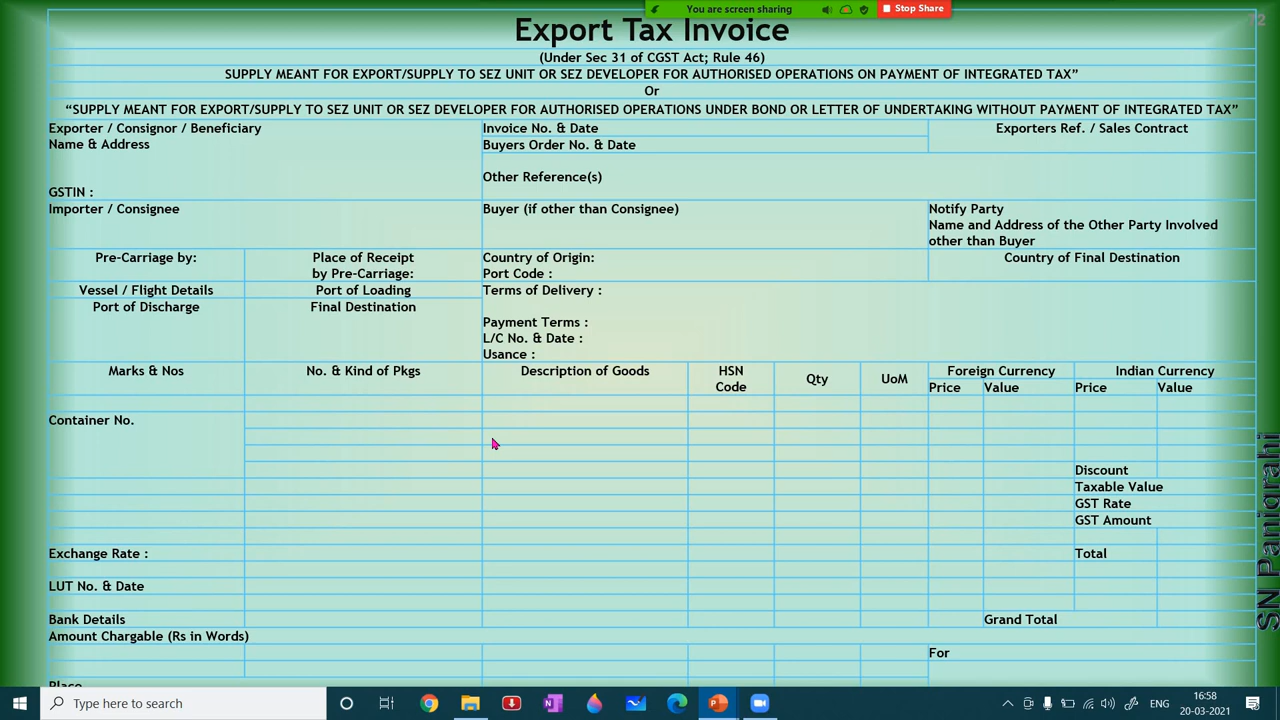 You are screen sharing
Stop Share
72
Export Tax Invoice
(Under Sec 31 of CGST Act; Rule 46)
SUPPLY MEANT FOR EXPORT/SUPPLY TO SEZ UNIT OR SEZ DEVELOPER FOR AUTHORISED OPERATIONS ON PAYMENT OF INTEGRATED TAX”
Or
“SUPPLY MEANT FOR EXPORT/SUPPLY TO SEZ UNIT OR SEZ DEVELOPER FOR AUTHORISED OPERATIONS UNDER BOND OR LETTER OF UNDERTAKING WITHOUT PAYMENT OF INTEGRATED TAX”
Exporter / Consignor / Beneficiary
Name & Address
GSTIN :
Invoice No. & Date
Buyers Order No. & Date
Exporters Ref. / Sales Contract
Other Reference(s)
Importer / Consignee
Buyer (if other than Consignee)
Notify Party
Name and Address of the Other Party Involved
other than Buyer
Pre-Carriage by:
Place of Receipt
by Pre-Carriage:
Country of Origin:
Port Code :
Country of Final Destination
Vessel / Flight Details
Port of Loading
Terms of Delivery :
Port of Discharge
Final Destination
Payment Terms :
L/C No. & Date :
Usance :
Marks & Nos
No. & Kind of Pkgs
Description of Goods
HSN
Code
Qty
UoM
Foreign Currency
Indian Currency
Price
Value
Price
Value
Container No.
Discount
Taxable Value
GST Rate
GST Amount
Exchange Rate :
Total
LUT No. & Date
Bank Details
Grand Total
Amount Chargable (Rs in Words)
For
Place
SN Panigrahi
Type here to search
ENG
16:58
20-03-2021